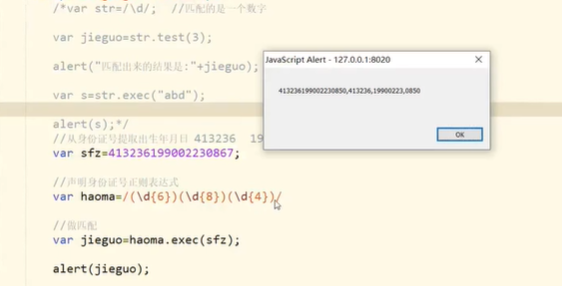 /*var str=/\d/;  //匹配的是一个数字
var jieguo=str.test(3);
alert("匹配出来的结果是:"+jieguo);
var s=str.exec("abd");
alert(s);*/
//从身份证号提取出生年月日 413236  19
var sfz=413236199002230867;
//声明身份证号正则表达式
var haoma=/(\d{6})(\d{8})(\d{4})/
//做匹配
var jieguo=haoma.exec(sfz);
alert(jieguo);
JavaScript Alert - 127.0.0.1:8020
413236199002230850,413236,19900223,0850
OK